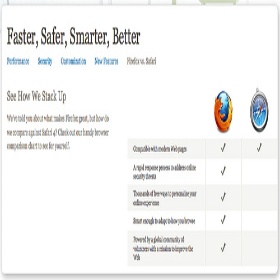 Faster, Safer, Smarter, Better
Performance Security Customization New Features Firefox vs. Safari
See How We Stack Up
We've told you about what makes Firefox great, but how do
we compare against Safari 4? Check out our handy browser
comparison chart to see for yourself.
Compatible with modern Web pages
A rapid response process to address online
security threats
Thousands of free ways to personalize your
online experience
Smart enough to adapt to how you browse
Powered by a global community of
volunteers with a mission to improve the
Web